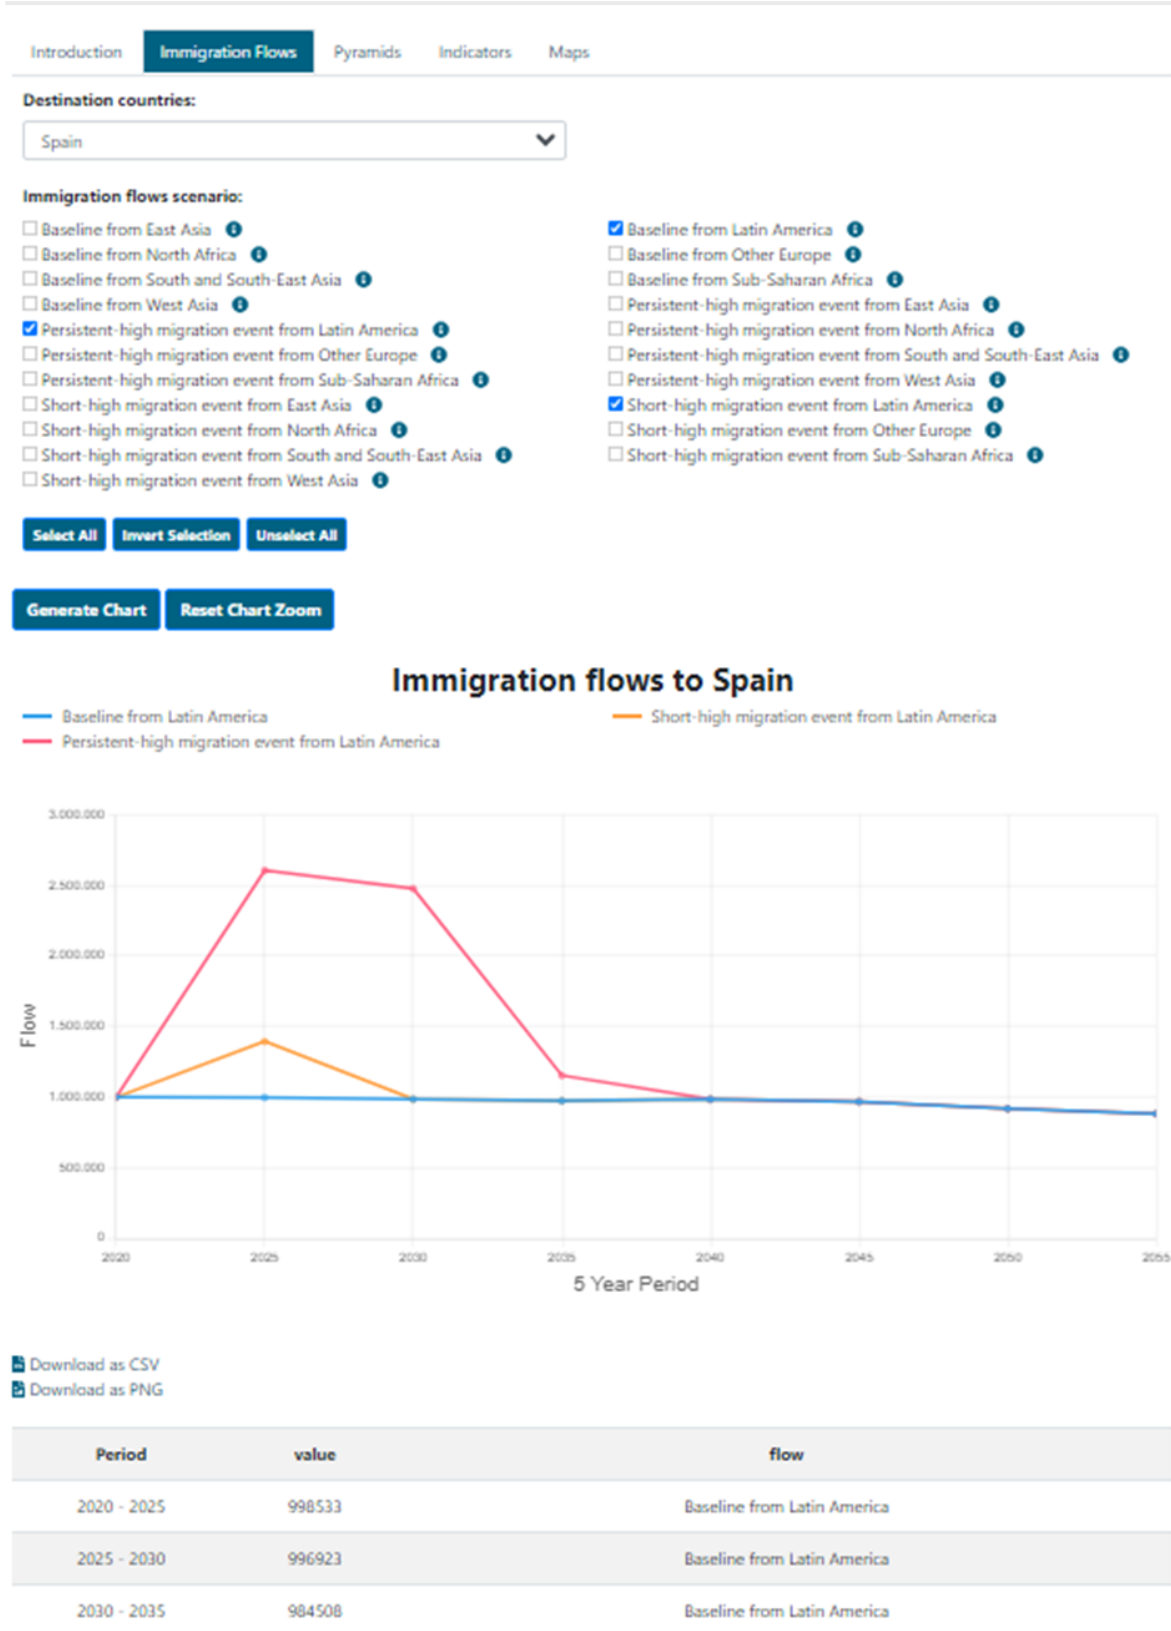 Introduction Immigration Flows Pyramids Indicators Maps
Destination countries:
Spain
Immigration flows scenario:
Baseline from East Asia Baseline from Latin America
Baseline from North Africa Baseline from Other Europe
Baseline from South and South-East Asia Baseline from Sub-Saharan Africa
Baseline from West Asia Persistent-high migration event from East Asia
Persistent-high migration event from Latin America Persistent-high migration event from North Africa
Persistent-high migration event from Other Europe Persistent-high migration event from South and South-East Asia
Persistent-high migration event from Sub-Saharan Africa Persistent-high migration event from West Asia
Short-high migration event from East Asia Short-high migration event from Latin America
Short-high migration event from North Africa Short-high migration event from Other Europe
Short-high migration event from South and South-East Asia Short-high migration event from Sub-Saharan Africa
Short-high migration event from West Asia
Select All Invert Selection Unselect All
Generate Chart Reset Chart Zoom
Immigration flows to Spain
Baseline from Latin America Short-high migration event from Latin America
Persistent-high migration event from Latin America
3.000.000
2.500.000
2.000.000
1.500.000
1.000.000
500.000
0
Flow
2020 2025 2030 2035 2040 2045 2050 2055
5 Year Period
Download as CSV
Download as PNG
Period value flow
2020 - 2025 998533 Baseline from Latin America
2025 - 2030 996923 Baseline from Latin America
2030 - 2035 984508 Baseline from Latin America